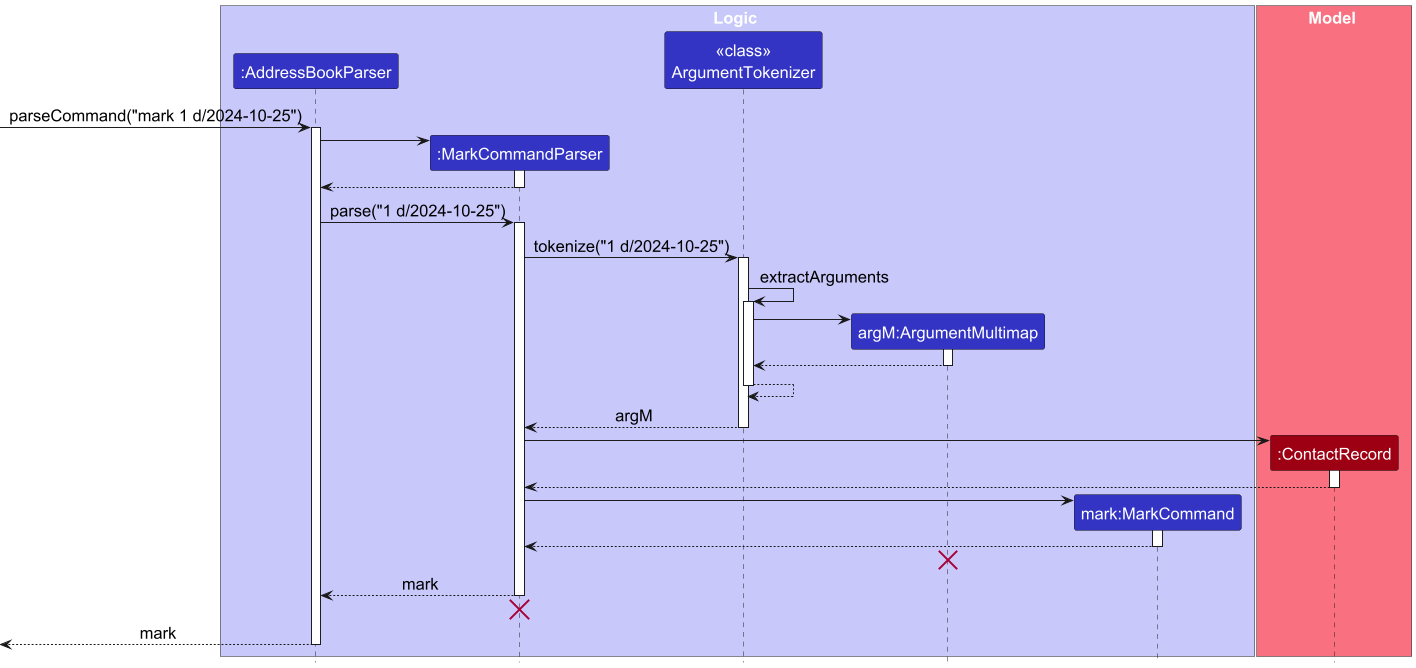 Logic
Model
«class»
:AddressBookParser
ArgumentTokenizer
parseCommand("mark 1 d/2024-10-25")
:MarkCommandParser
parse("1 d/2024-10-25")
tokenize("1 d/2024-10-25")
extractArguments
argM:ArgumentMultimap
argM
:ContactRecord
mark:MarkCommand
mark
mark